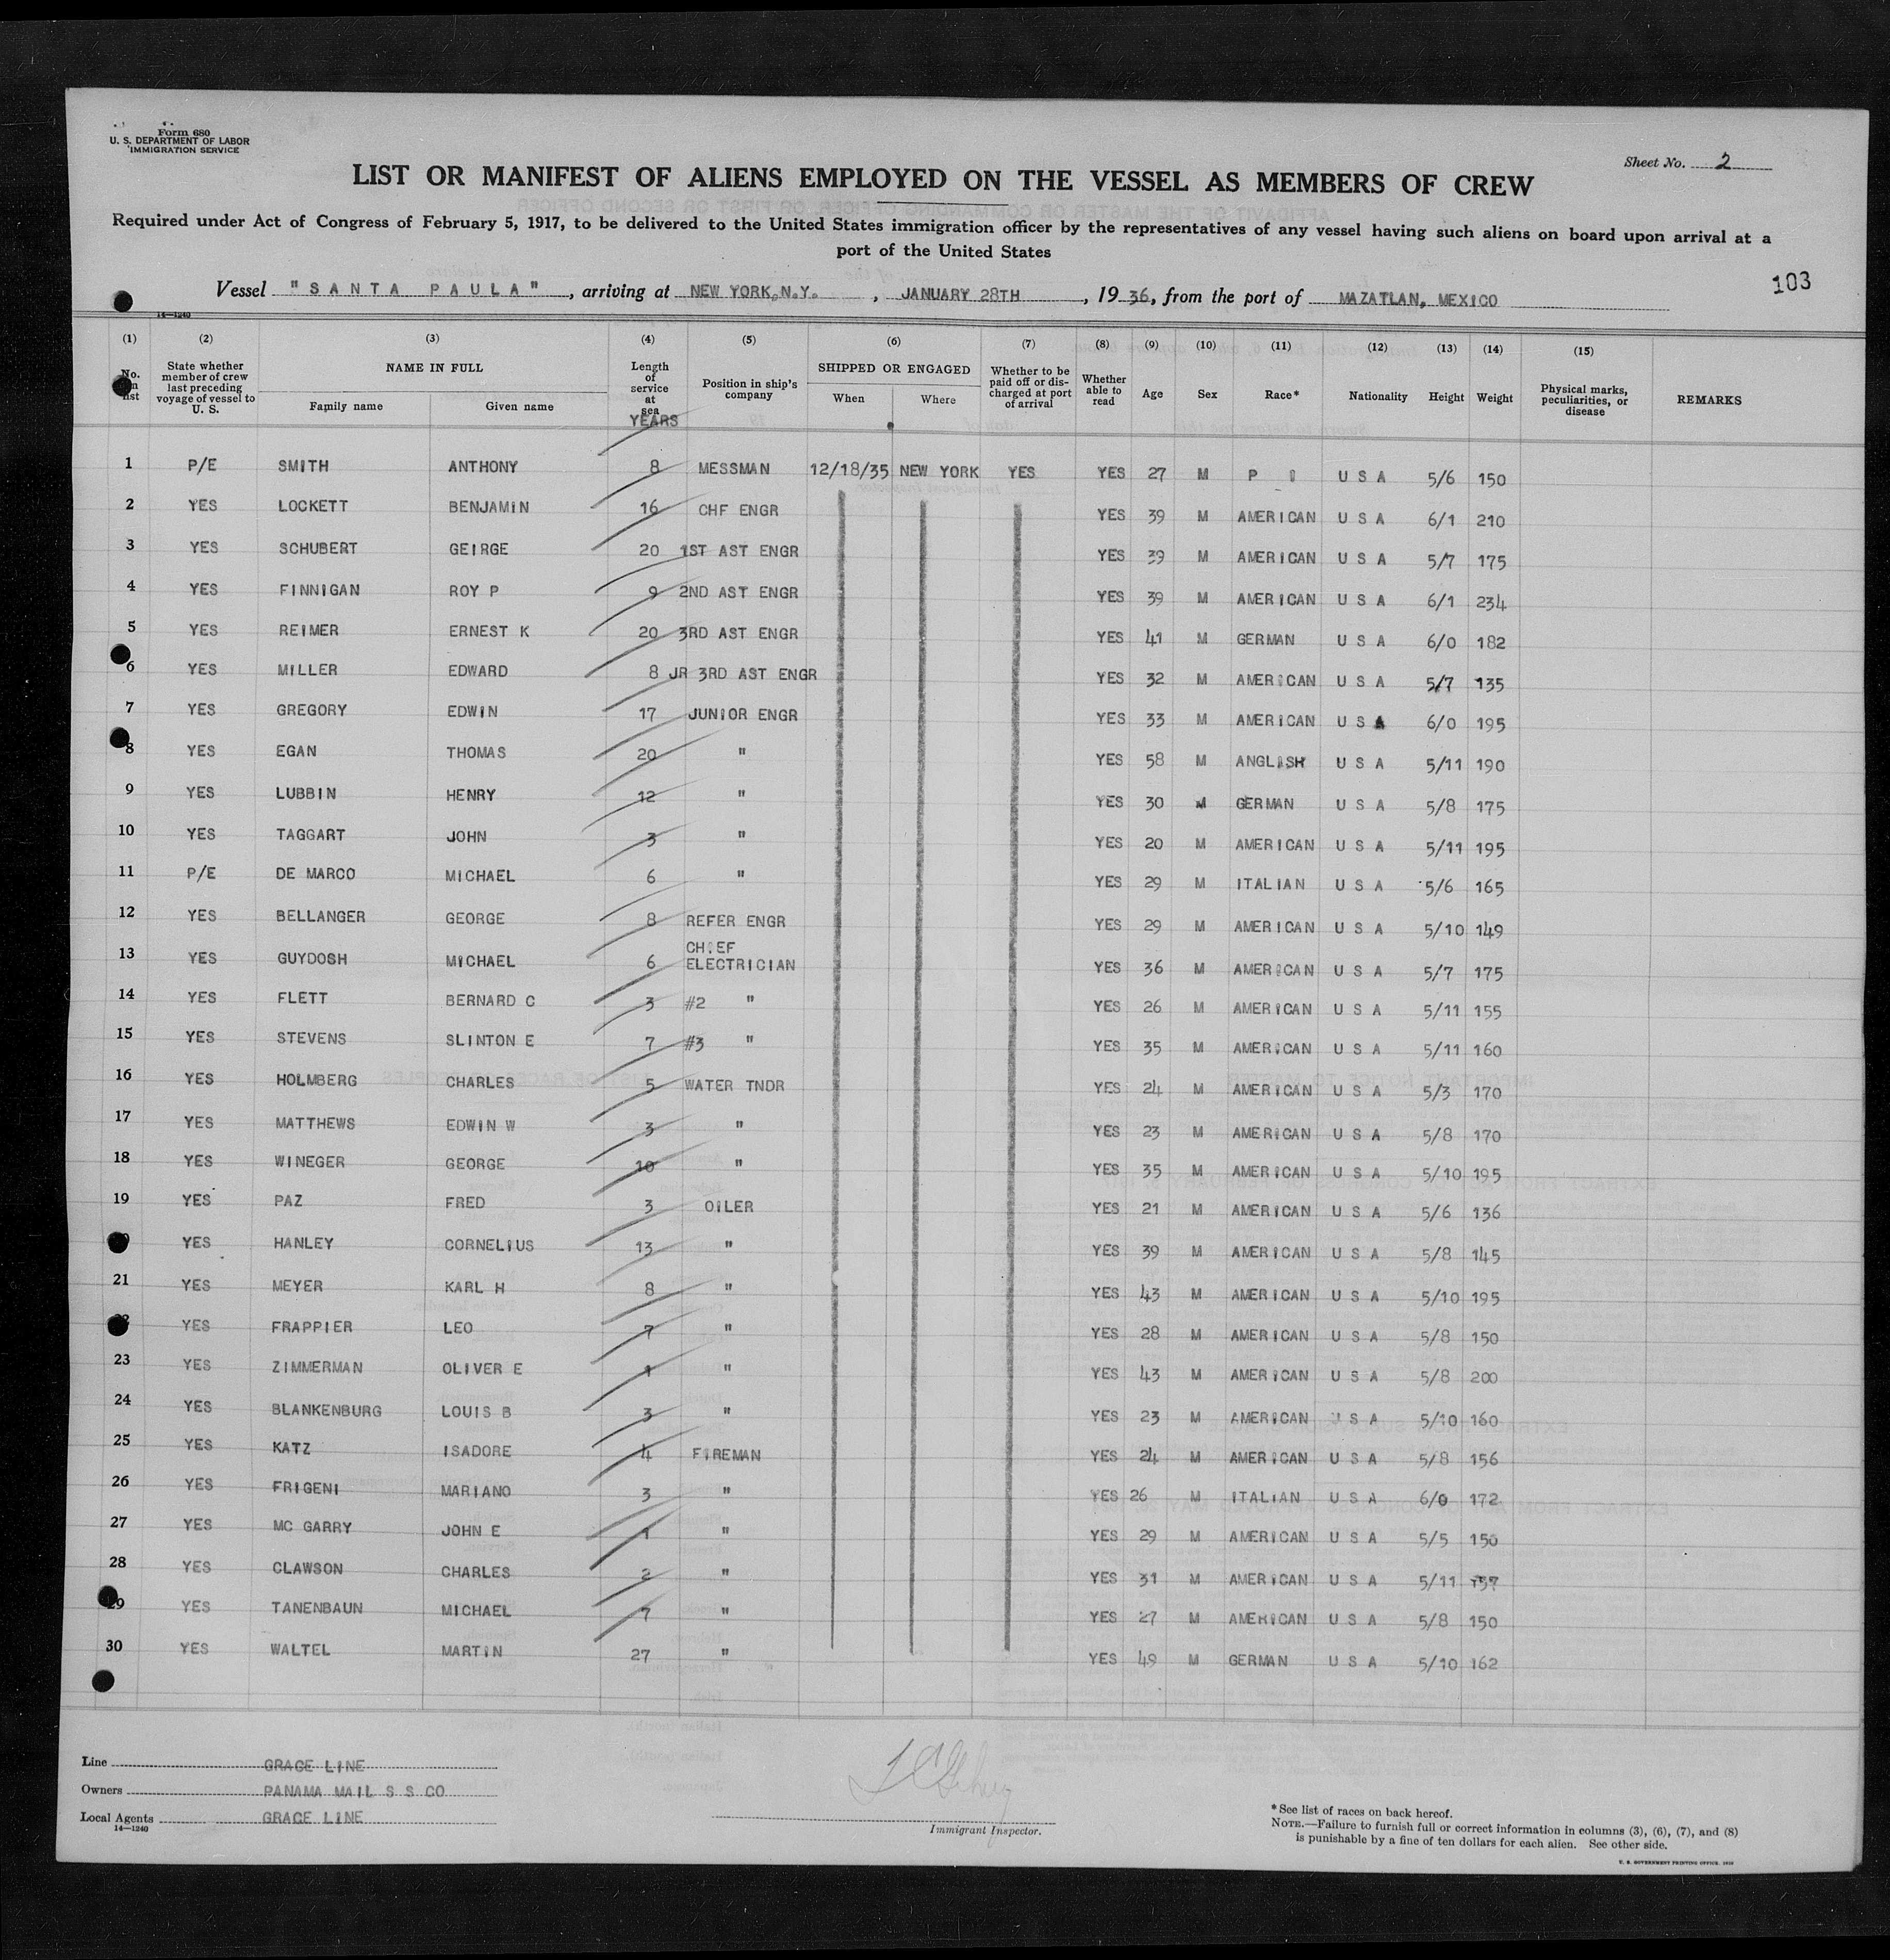 Form 680
U. S. DEPARTMENT OF LABOR
IMMIGRATION SERVICE
Sheet No. 2
LIST OR MANIFEST OF ALIENS EMPLOYED ON THE VESSEL AS MEMBERS OF CREW
Required under Act of Congress of February 5, 1917, to be delivered to the United States immigration officer by the representatives of any vessel having such aliens on board upon arrival at a
port of the United States
103
Vessel "SANTA PAULA", arriving at NEW YORK,N.Y., JANUARY 28TH, 1936, from the port of MAZATLAN, MEXICO
14—1240
(1) (2) (3) (4) (5) (6) (7) (8) (9) (10) (11) (12) (13) (14) (15)
No. on list State whether member of crew last preceding voyage of vessel to U. S. NAME IN FULL Family name Given name Length of service at sea YEARS Position in ship's company SHIPPED OR ENGAGED When Where Whether to be paid off or discharged at port of arrival Whether able to read Age Sex Race* Nationality Height Weight Physical marks, peculiarities, or disease REMARKS
1 P/E SMITH ANTHONY 8 MESSMAN 12/18/35 NEW YORK YES YES 27 M P I U S A 5/6 150
2 YES LOCKETT BENJAMIN 16 CHF ENGR YES 39 M AMERICAN U S A 6/1 210
3 YES SCHUBERT GEIRGE 20 1ST AST ENGR YES 39 M AMERICAN U S A 5/7 175
4 YES FINNIGAN ROY P 9 2ND AST ENGR YES 39 M AMERICAN U S A 6/1 234
5 YES REIMER ERNEST K 20 3RD AST ENGR YES 41 M GERMAN U S A 6/0 182
6 YES MILLER EDWARD 8 JR 3RD AST ENGR YES 32 M AMERICAN U S A 5/7 135
7 YES GREGORY EDWIN 17 JUNIOR ENGR YES 33 M AMERICAN U S A 6/0 195
8 YES EGAN THOMAS 20 " YES 58 M ANGLISH U S A 5/11 190
9 YES LUBBIN HENRY 12 " YES 30 M GERMAN U S A 5/8 175
10 YES TAGGART JOHN 3 " YES 20 M AMERICAN U S A 5/11 195
11 P/E DE MARCO MICHAEL 6 " YES 29 M ITALIAN U S A 5/6 165
12 YES BELLANGER GEORGE 8 REFER ENGR YES 29 M AMERICAN U S A 5/10 149
13 YES GUYDOSH MICHAEL 6 CHIEF ELECTRICIAN YES 36 M AMERICAN U S A 5/7 175
14 YES FLETT BERNARD C 3 #2 " YES 26 M AMERICAN U S A 5/11 155
15 YES STEVENS SLINTON E 7 #3 " YES 35 M AMERICAN U S A 5/11 160
16 YES HOLMBERG CHARLES 5 WATER TNDR YES 24 M AMERICAN U S A 5/3 170
17 YES MATTHEWS EDWIN W 3 " YES 23 M AMERICAN U S A 5/8 170
18 YES WINEGER GEORGE 10 " YES 35 M AMERICAN U S A 5/10 195
19 YES PAZ FRED 3 OILER YES 21 M AMERICAN U S A 5/6 136
YES HANLEY CORNELIUS 13 " YES 39 M AMERICAN U S A 5/8 145
21 YES MEYER KARL H 8 " YES 43 M AMERICAN U S A 5/10 195
YES FRAPPIER LEO 7 " YES 28 M AMERICAN U S A 5/8 150
23 YES ZIMMERMAN OLIVER E 1 " YES 43 M AMERICAN U S A 5/8 200
24 YES BLANKENBURG LOUIS B 3 " YES 23 M AMERICAN U S A 5/10 160
25 YES KATZ ISADORE 4 FIREMAN YES 24 M AMERICAN U S A 5/8 156
26 YES FRIGENI MARIANO 3 " YES 26 M ITALIAN U S A 6/0 172
27 YES MC GARRY JOHN E 1 " YES 29 M AMERICAN U S A 5/5 150
28 YES CLAWSON CHARLES 2 " YES 31 M AMERICAN U S A 5/11 157
29 YES TANENBAUN MICHAEL 7 " YES 27 M AMERICAN U S A 5/8 150
30 YES WALTEL MARTIN 27 " YES 49 M GERMAN U S A 5/10 162
Line GRACE LINE
Owners PANAMA MAIL S S CO
Local Agents GRACE LINE
14—1240
Immigrant Inspector.
*See list of races on back hereof.
NOTE.—Failure to furnish full or correct information in columns (3), (6), (7), and (8)
is punishable by a fine of ten dollars for each alien. See other side.
U. S. GOVERNMENT PRINTING OFFICE